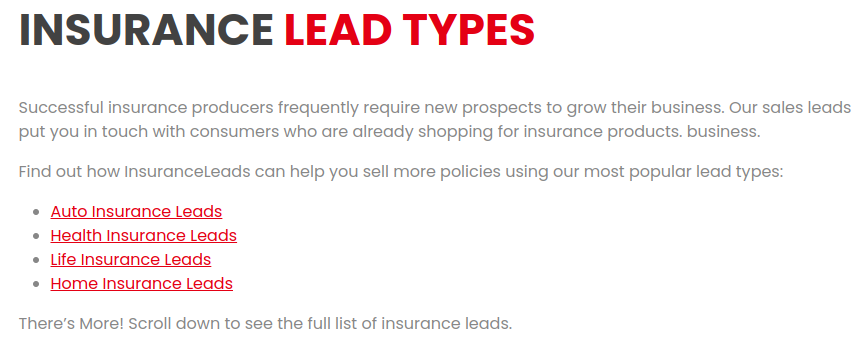 INSURANCE LEAD TYPES
Successful insurance producers frequently require new prospects to grow their business. Our sales leads
put you in touch with consumers who are already shopping for insurance products. business.
Find out how InsuranceLeads can help you sell more policies using our most popular lead types:
Auto Insurance Leads
Health Insurance Leads
Life Insurance Leads
Home Insurance Leads
There’s More! Scroll down to see the full list of insurance leads.